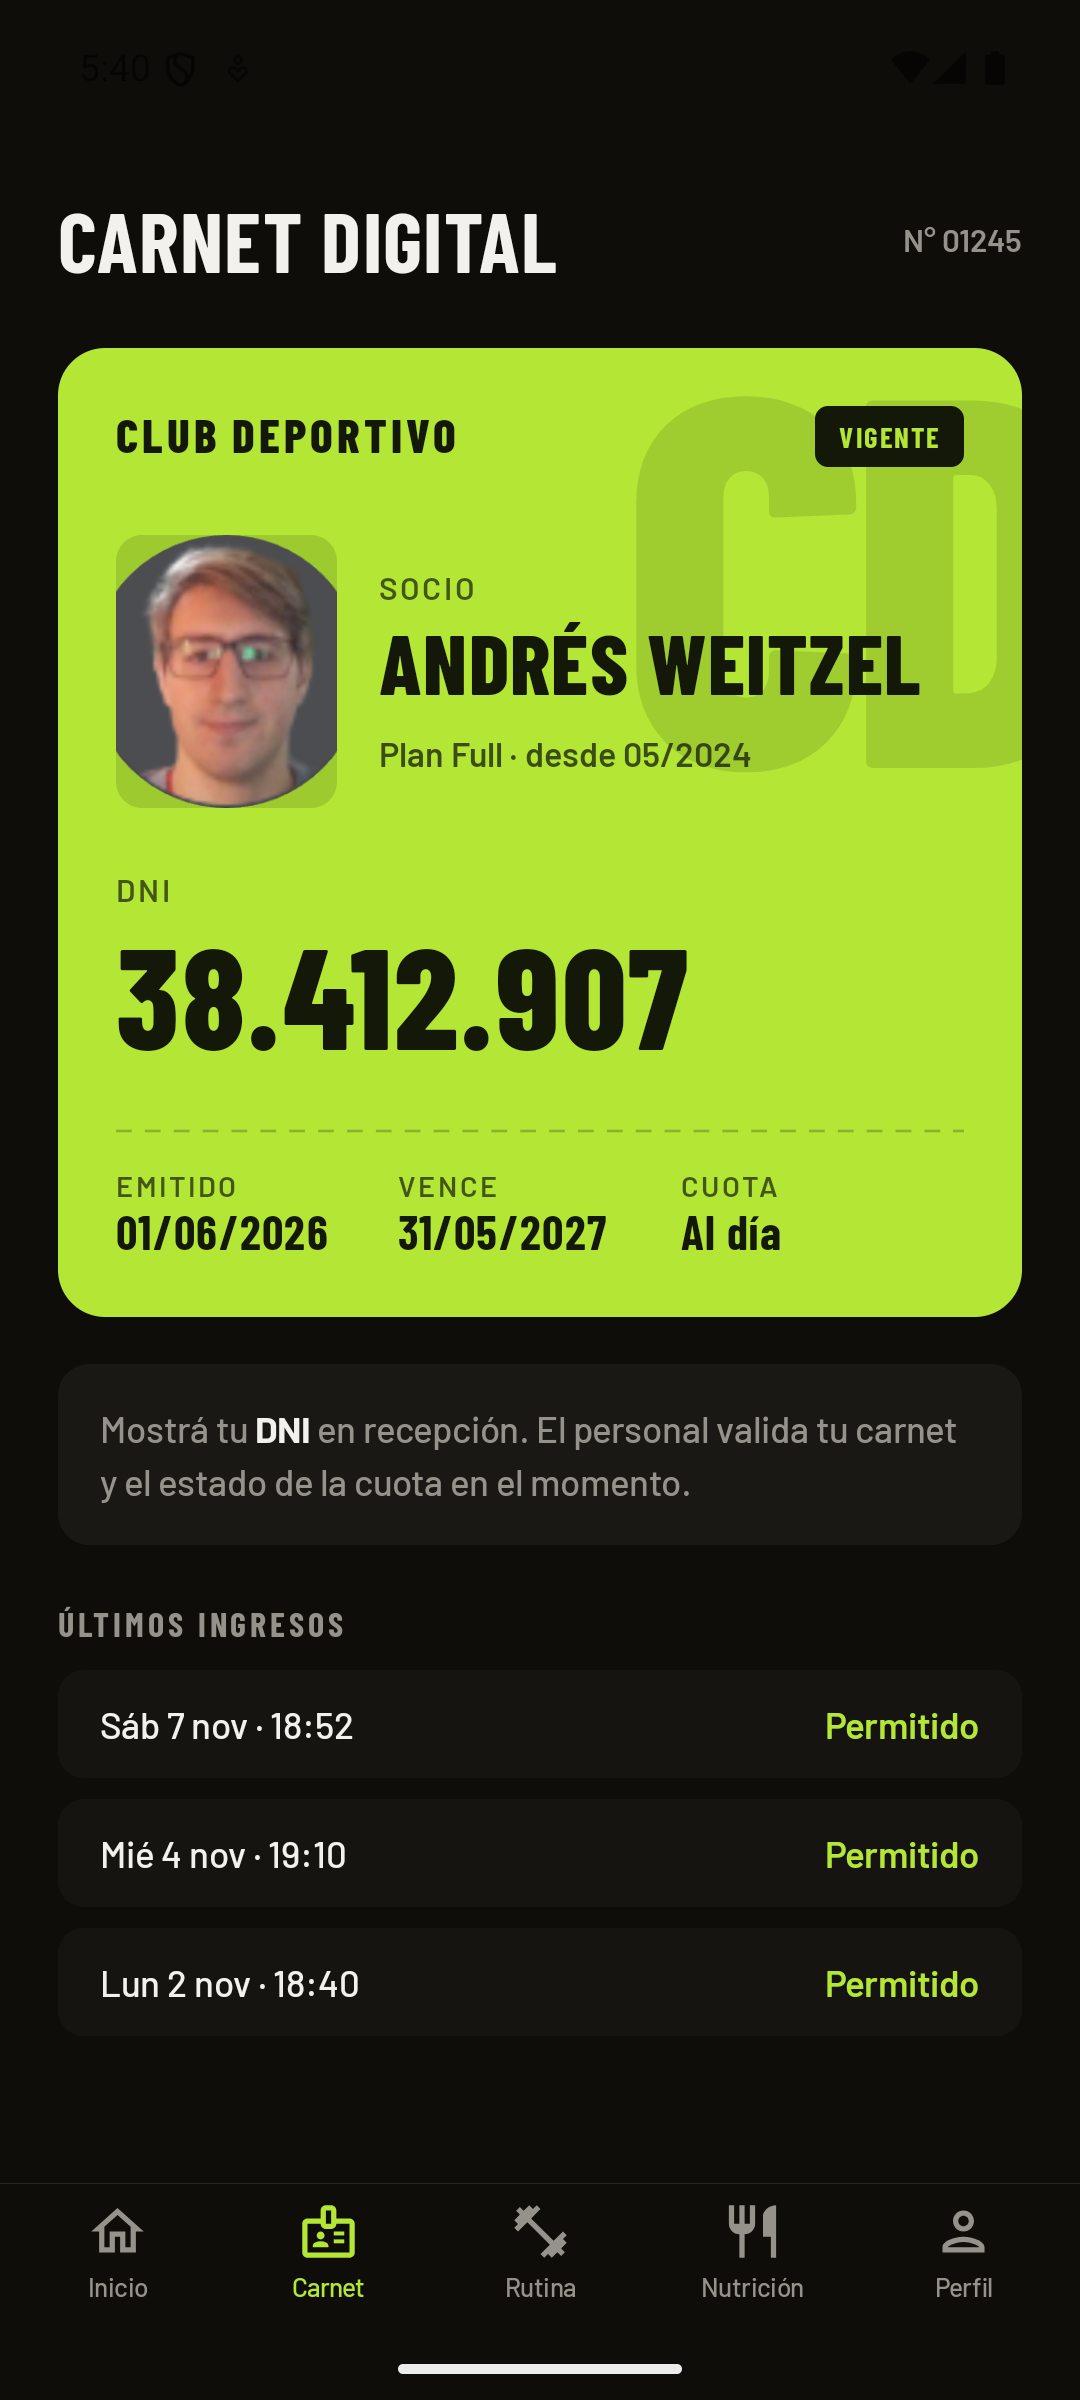 5:40
CARNET DIGITAL
N° 01245
CD
CLUB DEPORTIVO
VIGENTE
SOCIO
ANDRÉS WEITZEL
Plan Full · desde 05/2024
DNI
38.412.907
EMITIDO
01/06/2026
VENCE
31/05/2027
CUOTA
Al día
Mostrá tu DNI en recepción. El personal valida tu carnet
y el estado de la cuota en el momento.
ÚLTIMOS INGRESOS
Sáb 7 nov · 18:52
Permitido
Mié 4 nov · 19:10
Permitido
Lun 2 nov · 18:40
Permitido
Inicio
Carnet
Rutina
Nutrición
Perfil